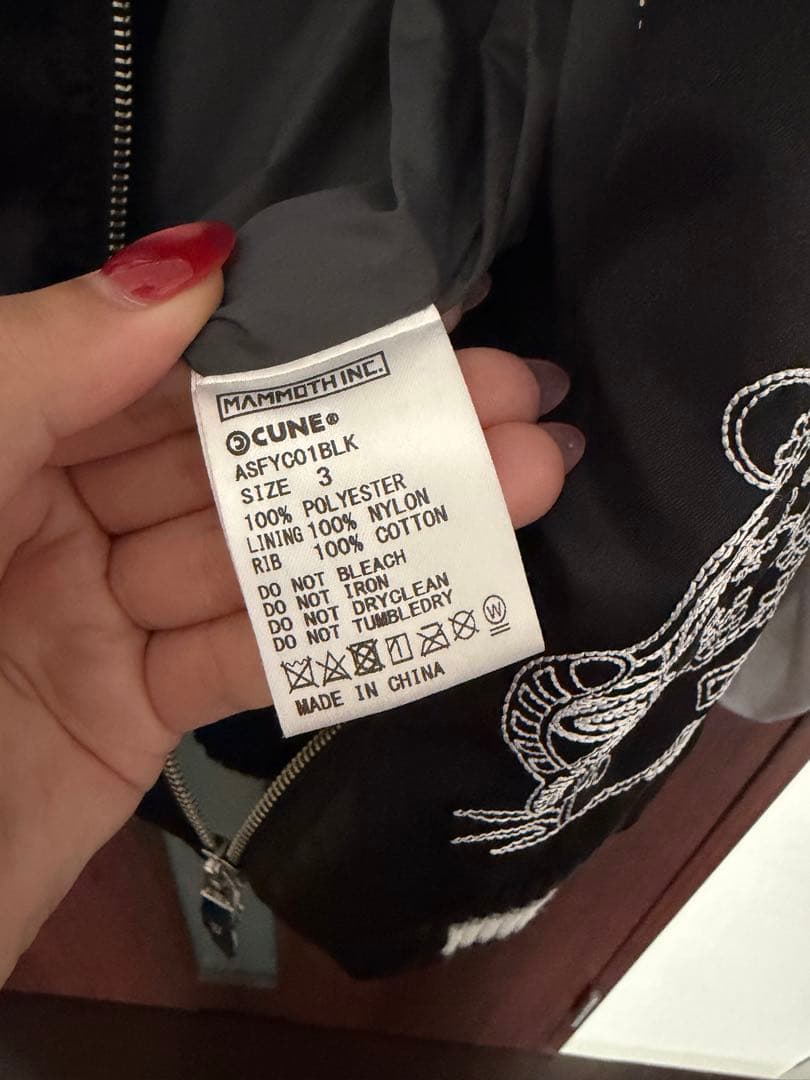 MAMMOTH INC.
CUNE®
ASFYC01BLK
SIZE 3
100% POLYESTER
LINING 100% NYLON
RIB 100% COTTON
DO NOT BLEACH
DO NOT IRON
DO NOT DRYCLEAN
DO NOT TUMBLEDRY
W
MADE IN CHINA